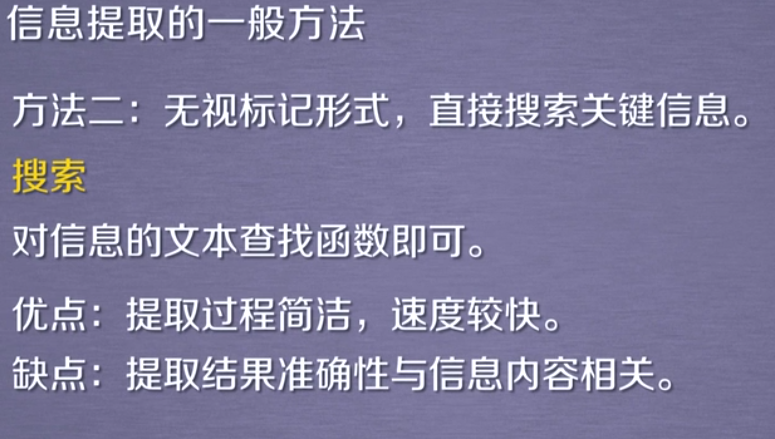 信息提取的一般方法
方法二：无视标记形式，直接搜索关键信息。
搜索
对信息的文本查找函数即可。
优点：提取过程简洁，速度较快。
缺点：提取结果准确性与信息内容相关。